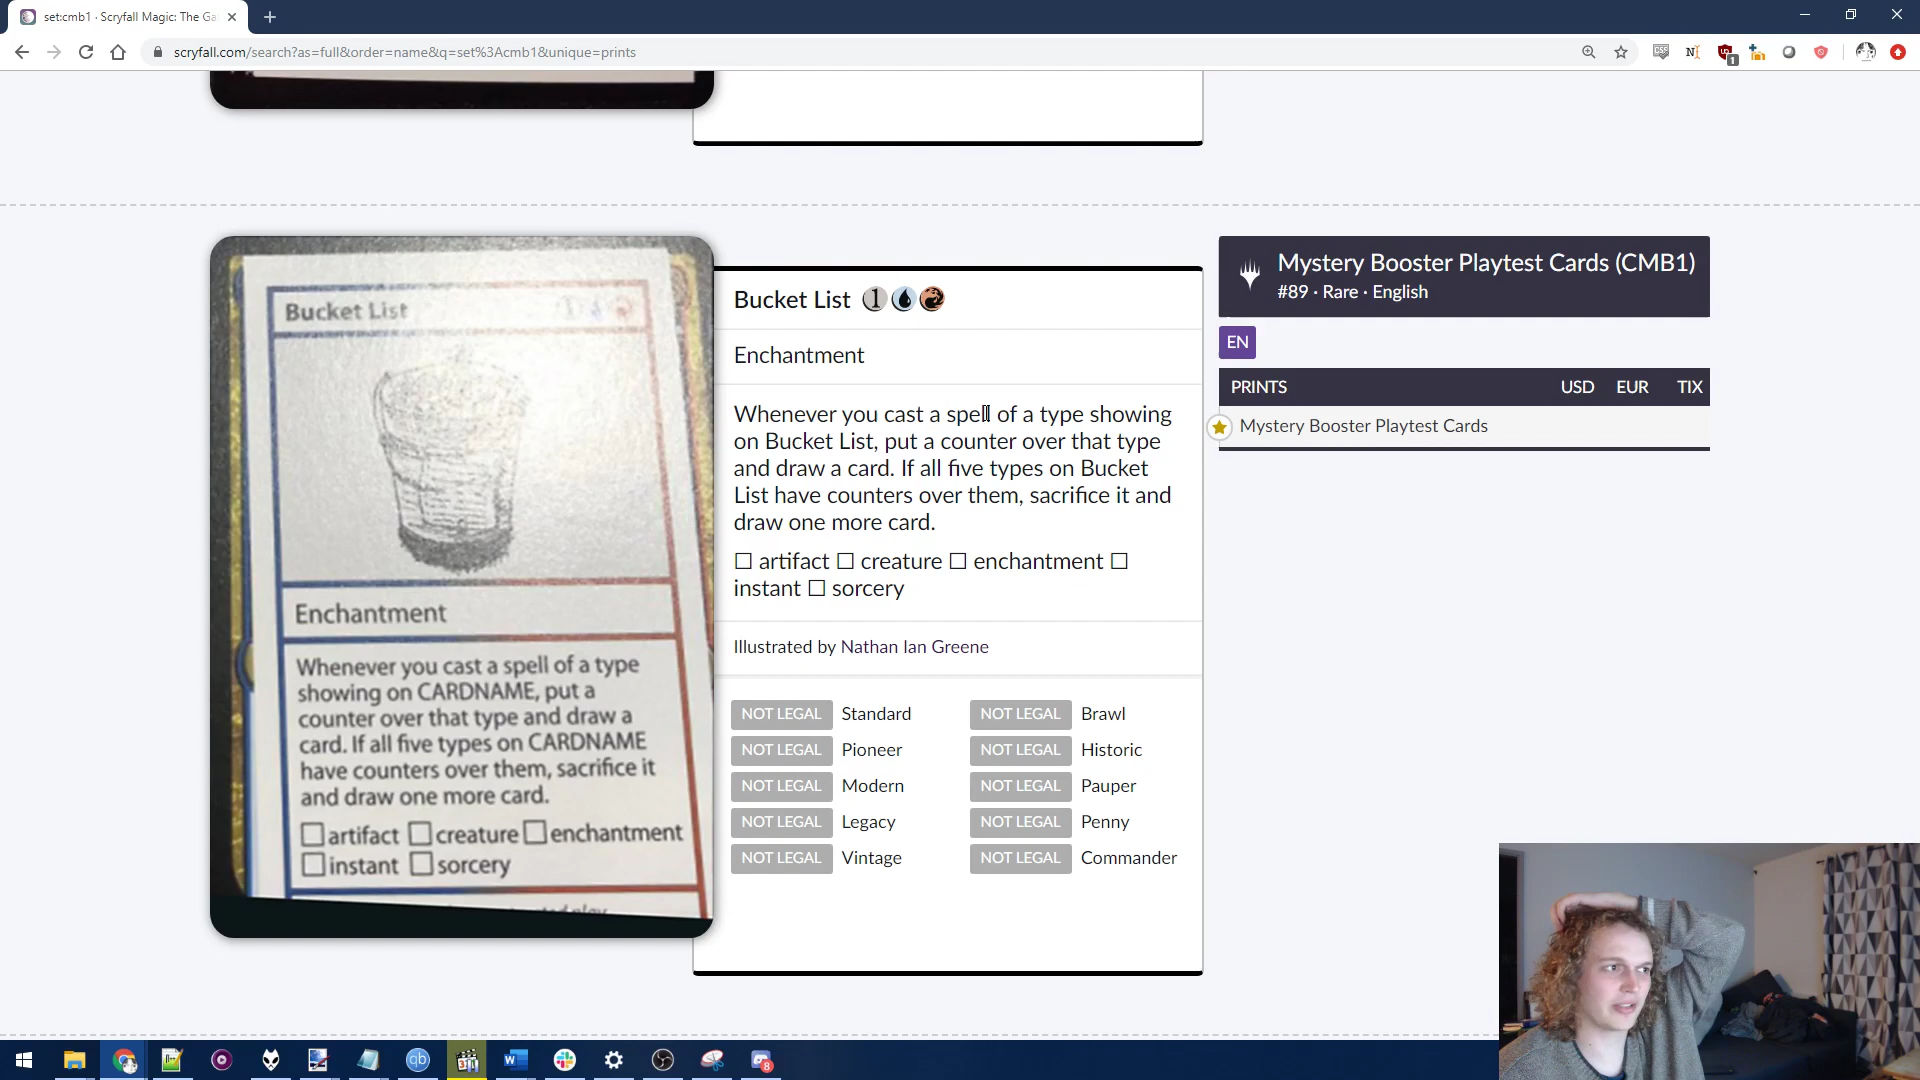 set:cmb1 · Scryfall Magic: The Ga
scryfall.com/search?as=full&order=name&q=set%3Acmb1&unique=prints
Bucket List
Enchantment
Whenever you cast a spell of a type
showing on CARDNAME, put a
counter over that type and draw a
card. If all five types on CARDNAME
have counters over them, sacrifice it
and draw one more card.
☐ artifact ☐ creature ☐ enchantment
☐ instant ☐ sorcery
Bucket List 1
Enchantment
Whenever you cast a spell of a type showing
on Bucket List, put a counter over that type
and draw a card. If all five types on Bucket
List have counters over them, sacrifice it and
draw one more card.
☐ artifact ☐ creature ☐ enchantment ☐
instant ☐ sorcery
Illustrated by Nathan Ian Greene
NOT LEGAL Standard NOT LEGAL Brawl
NOT LEGAL Pioneer NOT LEGAL Historic
NOT LEGAL Modern NOT LEGAL Pauper
NOT LEGAL Legacy NOT LEGAL Penny
NOT LEGAL Vintage NOT LEGAL Commander
Mystery Booster Playtest Cards (CMB1)
#89 · Rare · English
EN
PRINTS USD EUR TIX
Mystery Booster Playtest Cards